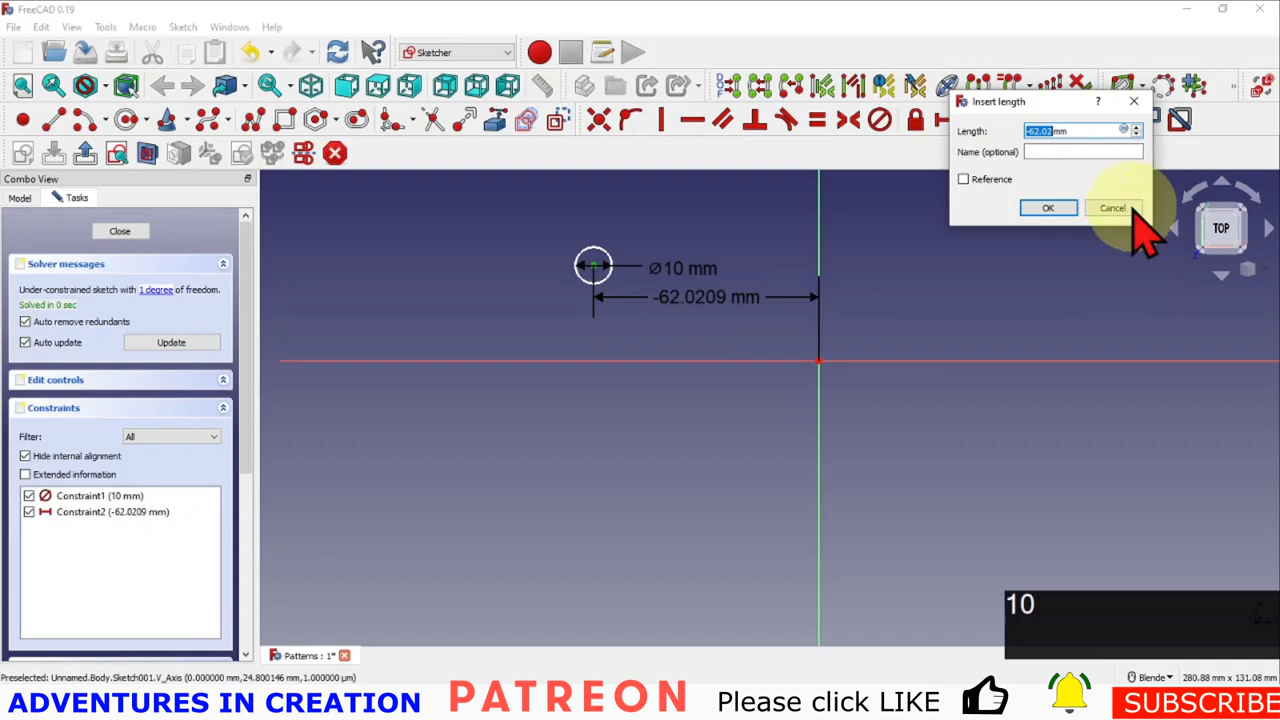 FreeCAD 0.19
File Edit View Tools Macro Sketch Windows Help
Sketcher
Insert length
Length: -62.02 mm
Name (optional)
Reference
OK Cancel
TOP
Combo View
Model Tasks
Close
Solver messages
Under-constrained sketch with 1 degree of freedom.
Solved in 0 sec
Auto remove redundants
Auto update Update
Edit controls
Constraints
Filter: All
Hide internal alignment
Extended information
Constraint1 (10 mm)
Constraint2 (-62.0209 mm)
∅10 mm
-62.0209 mm
10
Patterns : 1*
Preselected: Unnamed.Body.Sketch001.V_Axis (0.000000 mm,24.800146 mm,1.000000 µm)
Blender 280.88 mm x 131.08 mm
ADVENTURES IN CREATION PATREON Please click LIKE SUBSCRIBE